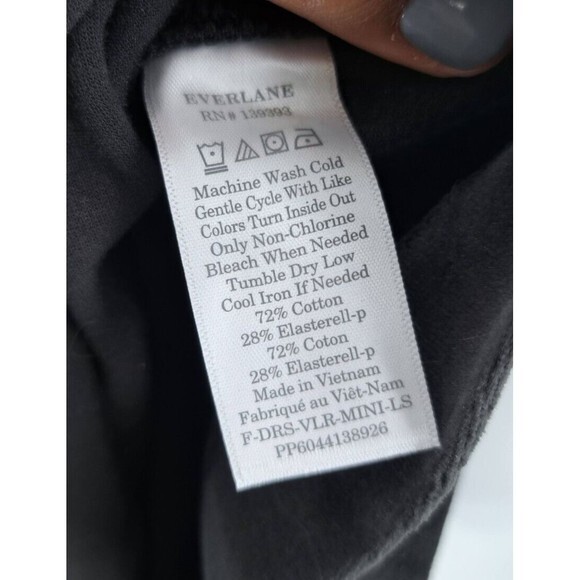 EVERLANE
RN# 139393
Machine Wash Cold
Gentle Cycle With Like
Colors Turn Inside Out
Only Non-Chlorine
Bleach When Needed
Tumble Dry Low
Cool Iron If Needed
72% Cotton
28% Elasterell-p
72% Coton
28% Elasterell-p
Made in Vietnam
Fabriqué au Viêt-Nam
F-DRS-VLR-MINI-LS
PP6044138926